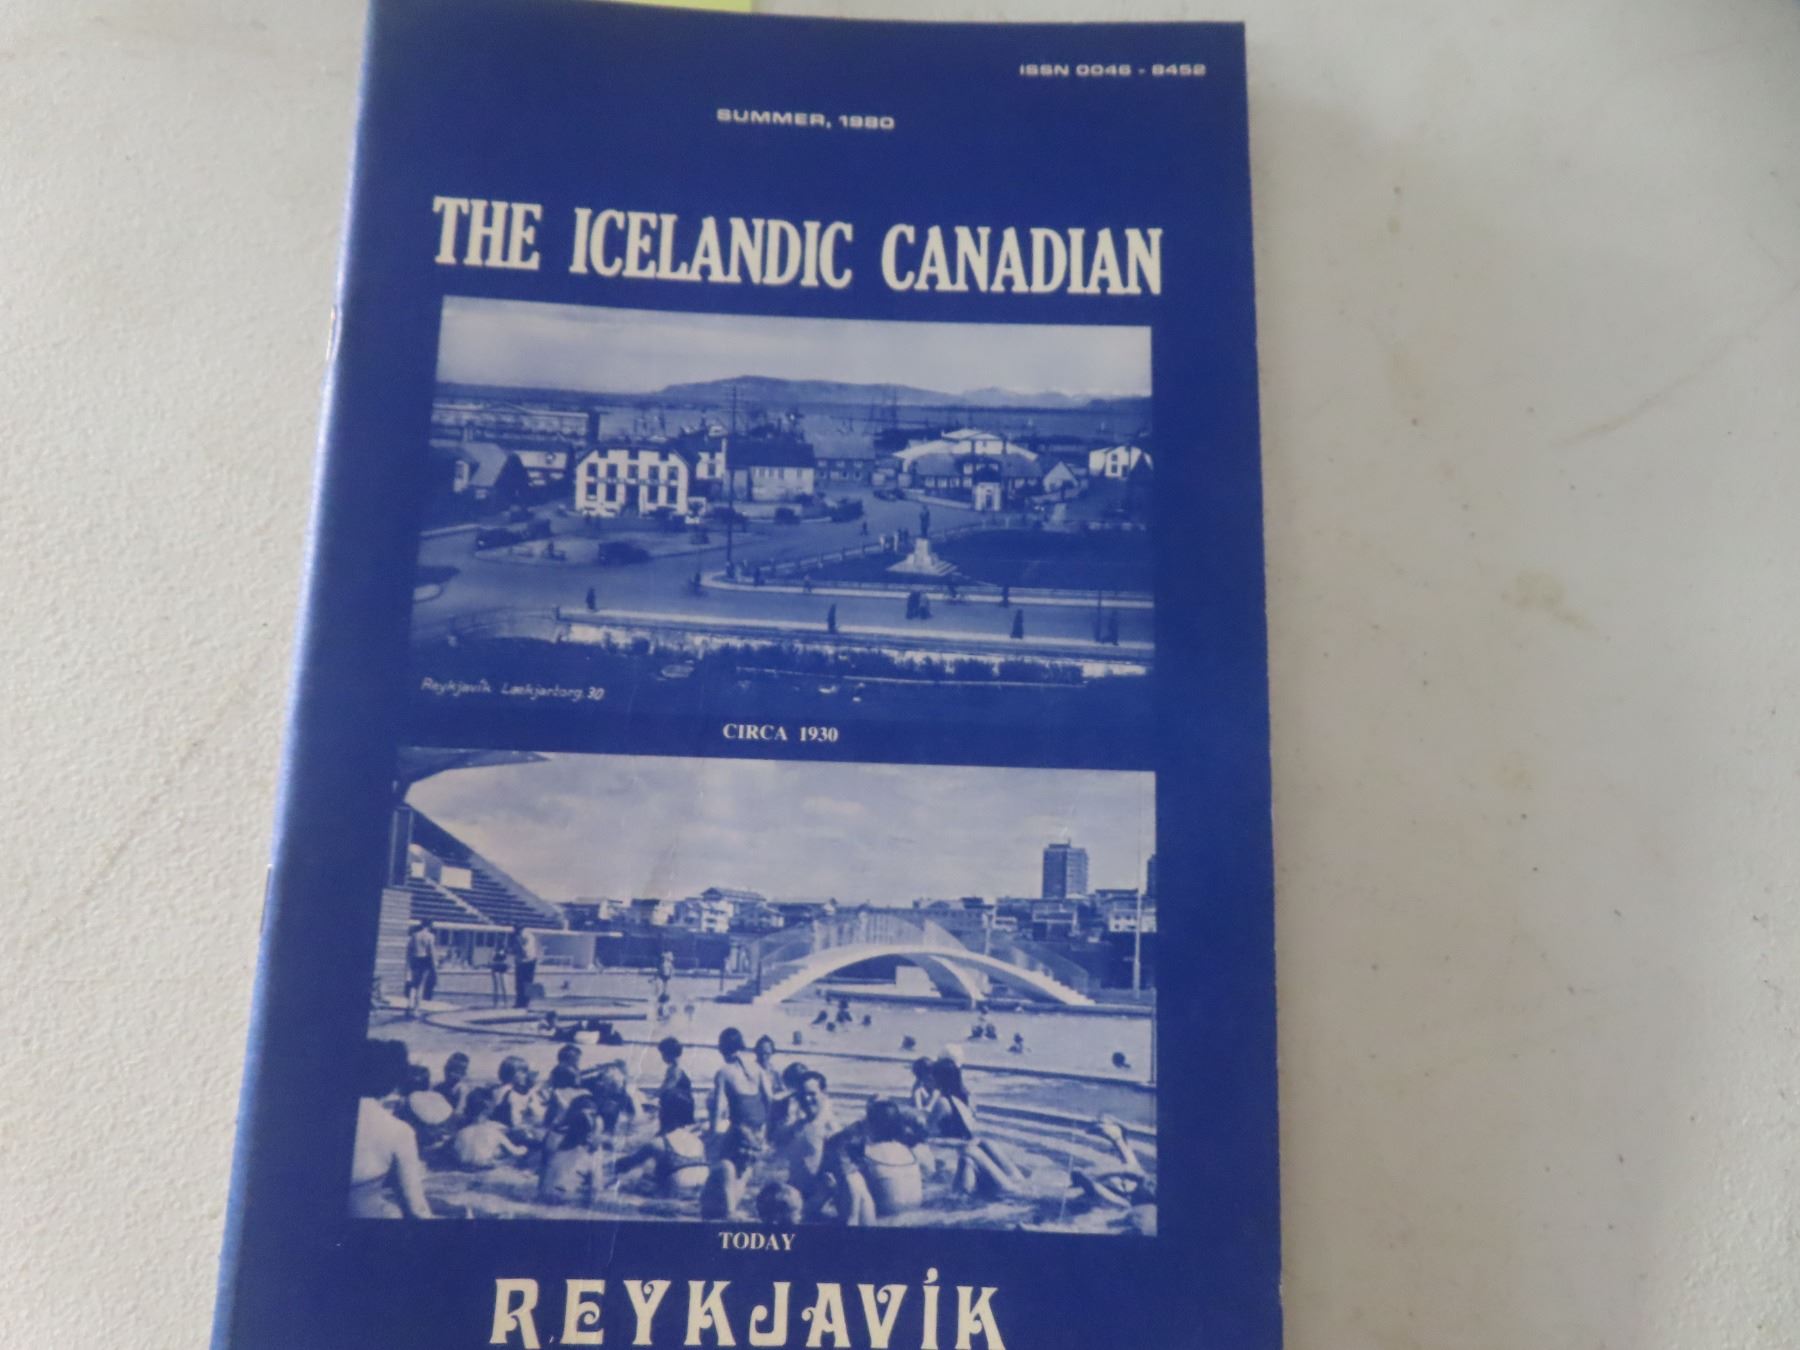 ISSN 0046 - 8452
SUMMER, 1980
THE ICELANDIC CANADIAN
Reykjavík Lækjartorg. 30
CIRCA 1930
TODAY
REYKJAVÍK